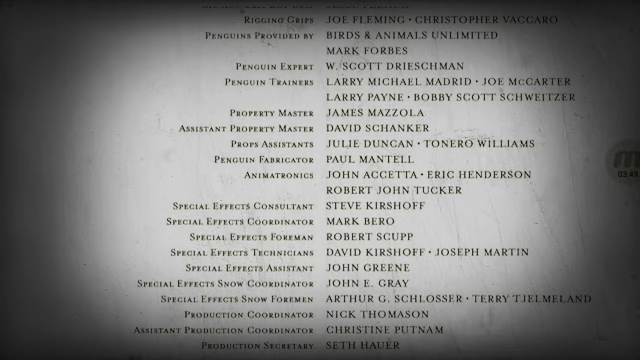 RIGGING GRIPS JOE FLEMING • CHRISTOPHER VACCARO
PENGUINS PROVIDED BY BIRDS & ANIMALS UNLIMITED
MARK FORBES
PENGUIN EXPERT W. SCOTT DRIESCHMAN
PENGUIN TRAINERS LARRY MICHAEL MADRID • JOE McCARTER
LARRY PAYNE • BOBBY SCOTT SCHWEITZER
PROPERTY MASTER JAMES MAZZOLA
ASSISTANT PROPERTY MASTER DAVID SCHANKER
PROPS ASSISTANTS JULIE DUNCAN • TONERO WILLIAMS
PENGUIN FABRICATOR PAUL MANTELL
ANIMATRONICS JOHN ACCETTA • ERIC HENDERSON
ROBERT JOHN TUCKER
SPECIAL EFFECTS CONSULTANT STEVE KIRSHOFF
SPECIAL EFFECTS COORDINATOR MARK BERO
SPECIAL EFFECTS FOREMAN ROBERT SCUPP
SPECIAL EFFECTS TECHNICIANS DAVID KIRSHOFF • JOSEPH MARTIN
SPECIAL EFFECTS ASSISTANT JOHN GREENE
SPECIAL EFFECTS SNOW COORDINATOR JOHN E. GRAY
SPECIAL EFFECTS SNOW FOREMEN ARTHUR G. SCHLOSSER • TERRY TJELMELAND
PRODUCTION COORDINATOR NICK THOMASON
ASSISTANT PRODUCTION COORDINATOR CHRISTINE PUTNAM
PRODUCTION SECRETARY SETH HAUER
03:49